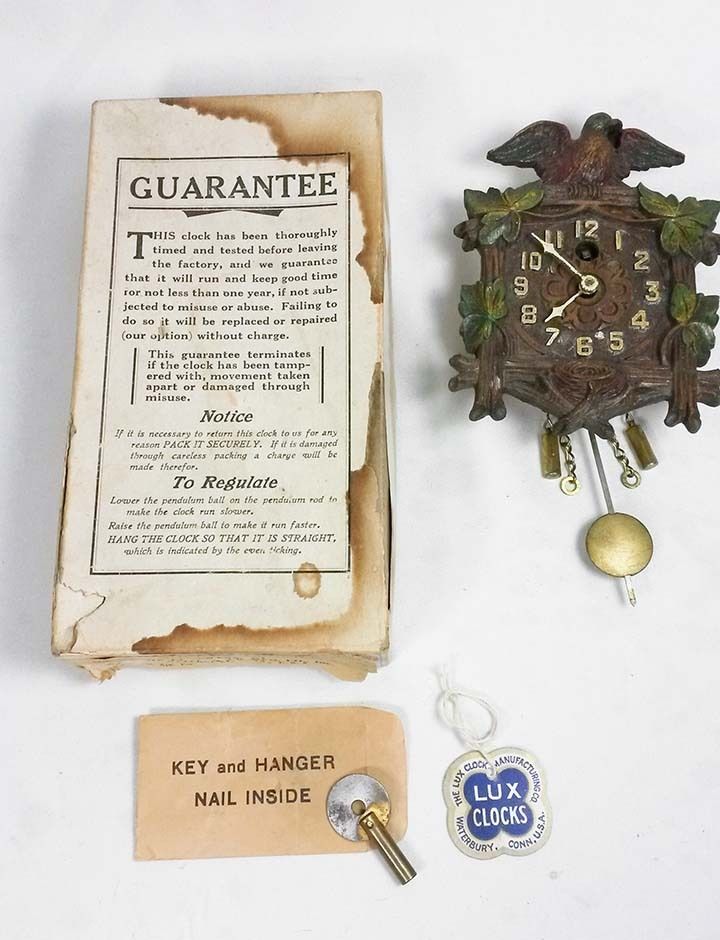 GUARANTEE
THIS clock has been thoroughly
timed and tested before leaving
the factory, and we guarantee
that it will run and keep good time
for not less than one year, if not sub-
jected to misuse or abuse. Failing to
do so it will be replaced or repaired
(our option) without charge.
This guarantee terminates
if the clock has been tamp-
ered with, movement taken
apart or damaged through
misuse.
Notice
If it is necessary to return this clock to us for any
reason PACK IT SECURELY. If it is damaged
through careless packing a charge will be
made therefor.
To Regulate
Lower the pendulum ball on the pendulum rod to
make the clock run slower.
Raise the pendulum ball to make it run faster.
HANG THE CLOCK SO THAT IT IS STRAIGHT,
which is indicated by the even ticking.
12
11 1
10 2
9 3
8 4
7 6 5
KEY and HANGER
NAIL INSIDE
THE LUX CLOCK MANUFACTURING CO
LUX
CLOCKS
WATERBURY, CONN, U.S.A.